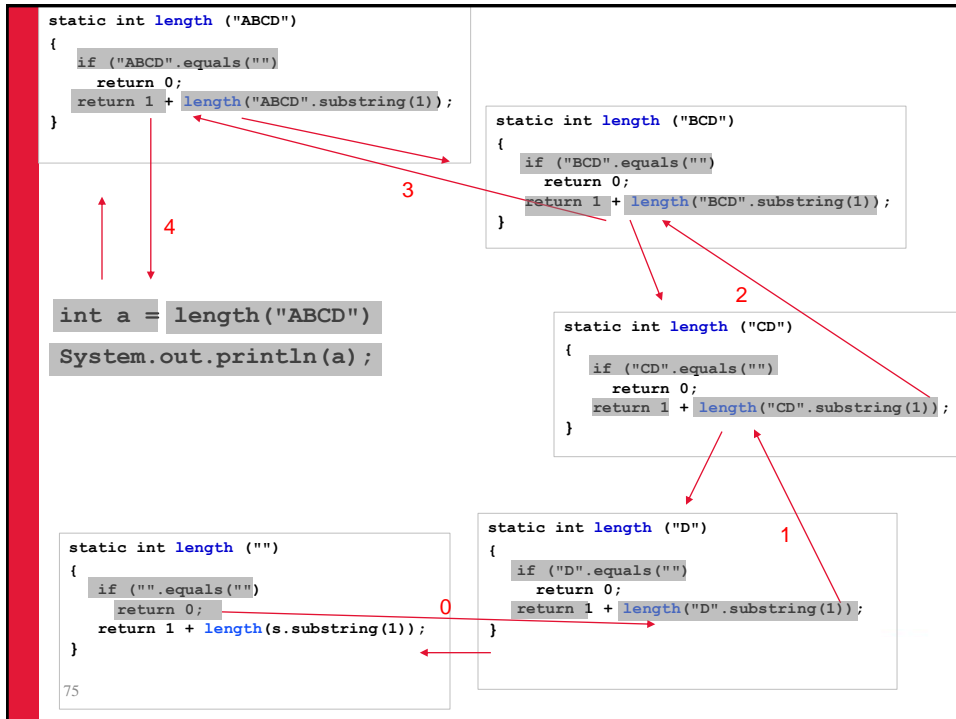 static int length ("ABCD")
{
if ("ABCD".equals("")
return 0;
return 1 + length("ABCD".substring(1));
}
static int length ("BCD")
{
if ("BCD".equals("")
return 0;
return 1 + length("BCD".substring(1));
}
3
4
int a = length("ABCD")
System.out.println(a);
2
static int length ("CD")
{
if ("CD".equals("")
return 0;
return 1 + length("CD".substring(1));
}
1
static int length ("D")
{
if ("D".equals("")
return 0;
return 1 + length("D".substring(1));
}
0
static int length ("")
{
if ("".equals("")
return 0;
return 1 + length(s.substring(1));
}
75